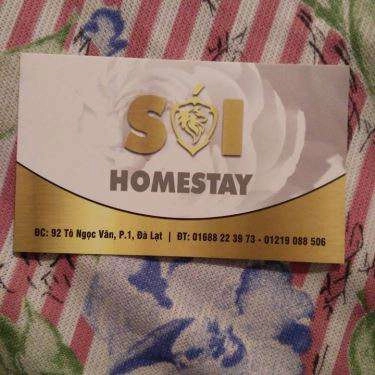 SÓI
HOMESTAY
ĐC: 92 Tô Ngọc Vân, P.1, Đà Lạt | ĐT: 01688 22 39 73 - 01219 088 506